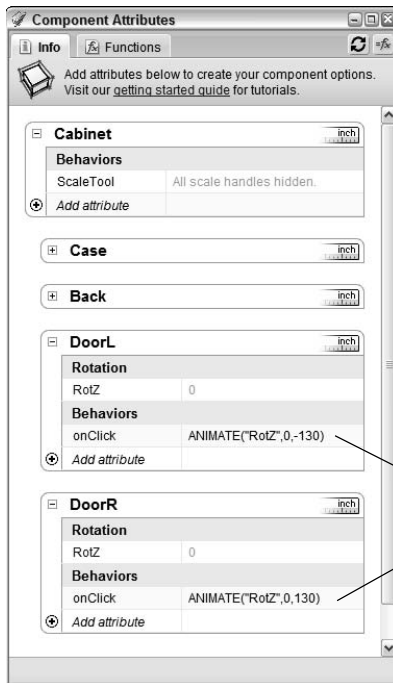 Component Attributes
Info
Functions
Add attributes below to create your component options.
Visit our getting started guide for tutorials.
Cabinet inch
Behaviors
ScaleTool All scale handles hidden.
Add attribute
Case inch
Back inch
DoorL inch
Rotation
RotZ 0
Behaviors
onClick ANIMATE("RotZ",0,-130)
Add attribute
DoorR inch
Rotation
RotZ 0
Behaviors
onClick ANIMATE("RotZ",0,130)
Add attribute